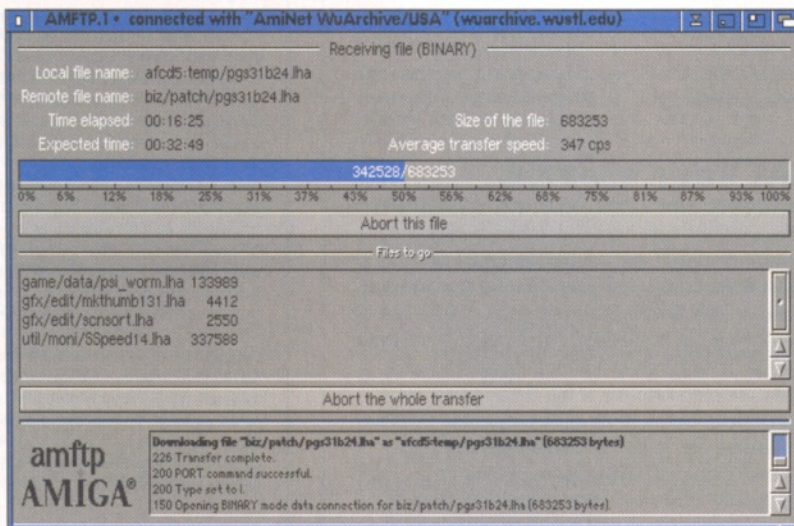 AMFTP.1 • connected with "AmiNet WuArchive/USA" (wuarchive.wustl.edu)
Receiving file (BINARY)
Local file name: afcd5:temp/pgs31b24.lha
Remote file name: biz/patch/pgs31b24.lha
Time elapsed: 00:16:25 Size of the file: 683253
Expected time: 00:32:49 Average transfer speed: 347 cps
342528/683253
0% 6% 12% 18% 25% 31% 37% 43% 50% 56% 62% 68% 75% 81% 87% 93% 100%
Abort this file
Files to go
game/data/psi_worm.lha 133989
gfx/edit/mkthumb131.lha 4412
gfx/edit/scnsort.lha 2550
util/moni/SSpeed14.lha 337588
Abort the whole transfer
amftp
AMIGA®
Downloading file "biz/patch/pgs31b24.lha" as "afcd5:temp/pgs31b24.lha" (683253 bytes)
226 Transfer complete.
200 PORT command successful.
200 Type set to I.
150 Opening BINARY mode data connection for biz/patch/pgs31b24.lha (683253 bytes).